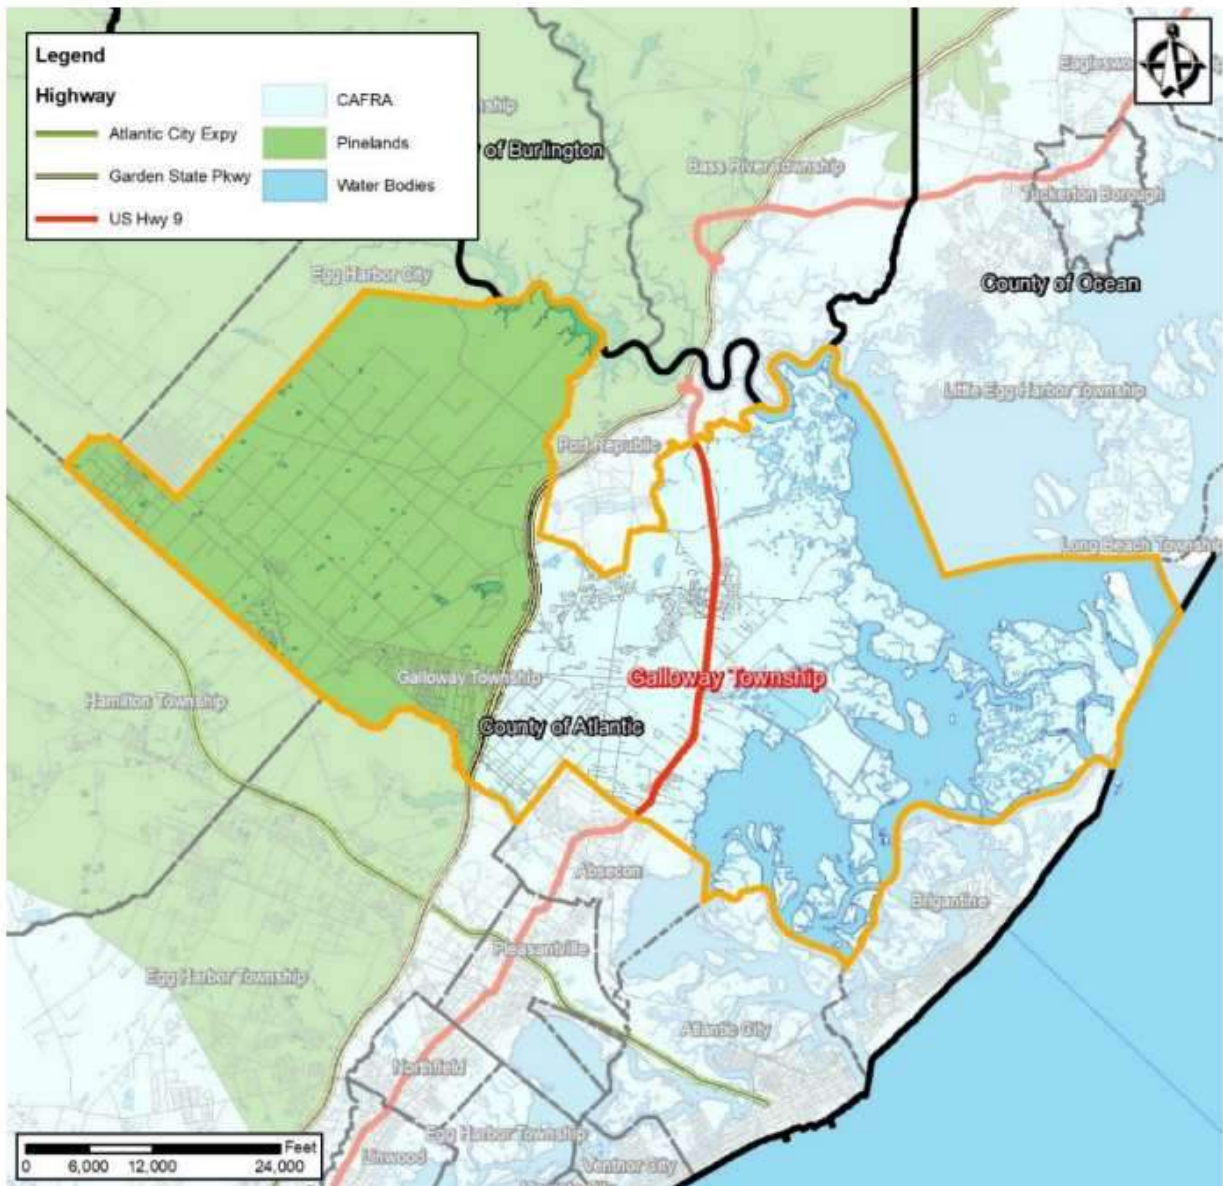 Legend
Highway
Atlantic City Expy
Garden State Pkwy
US Hwy 9
CAFRA
Pinelands
Water Bodies
ship
y of Burlington
Bass River Township
Tuckerton Borough
Egg Harbor City
County of Ocean
Little Egg Harbor Township
Port Republic
Long Beach Township
Galloway Township
Galloway Township
Hamilton Township
County of Atlantic
Absecon
Brigantine
Pleasantville
Egg Harbor Township
Atlantic City
Northfield
Egg Harbor Township
Linwood
Ventnor City
Feet
0 6,000 12,000 24,000